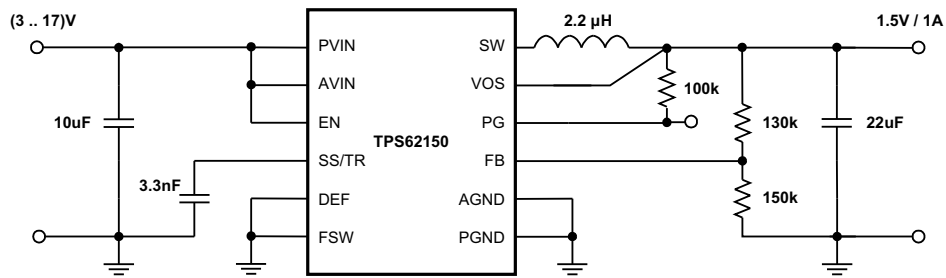 (3 .. 17)V
2.2 µH
1.5V / 1A
PVIN
SW
AVIN
VOS
100k
10uF
EN
PG
TPS62150
130k
22uF
SS/TR
FB
3.3nF
DEF
AGND
150k
FSW
PGND